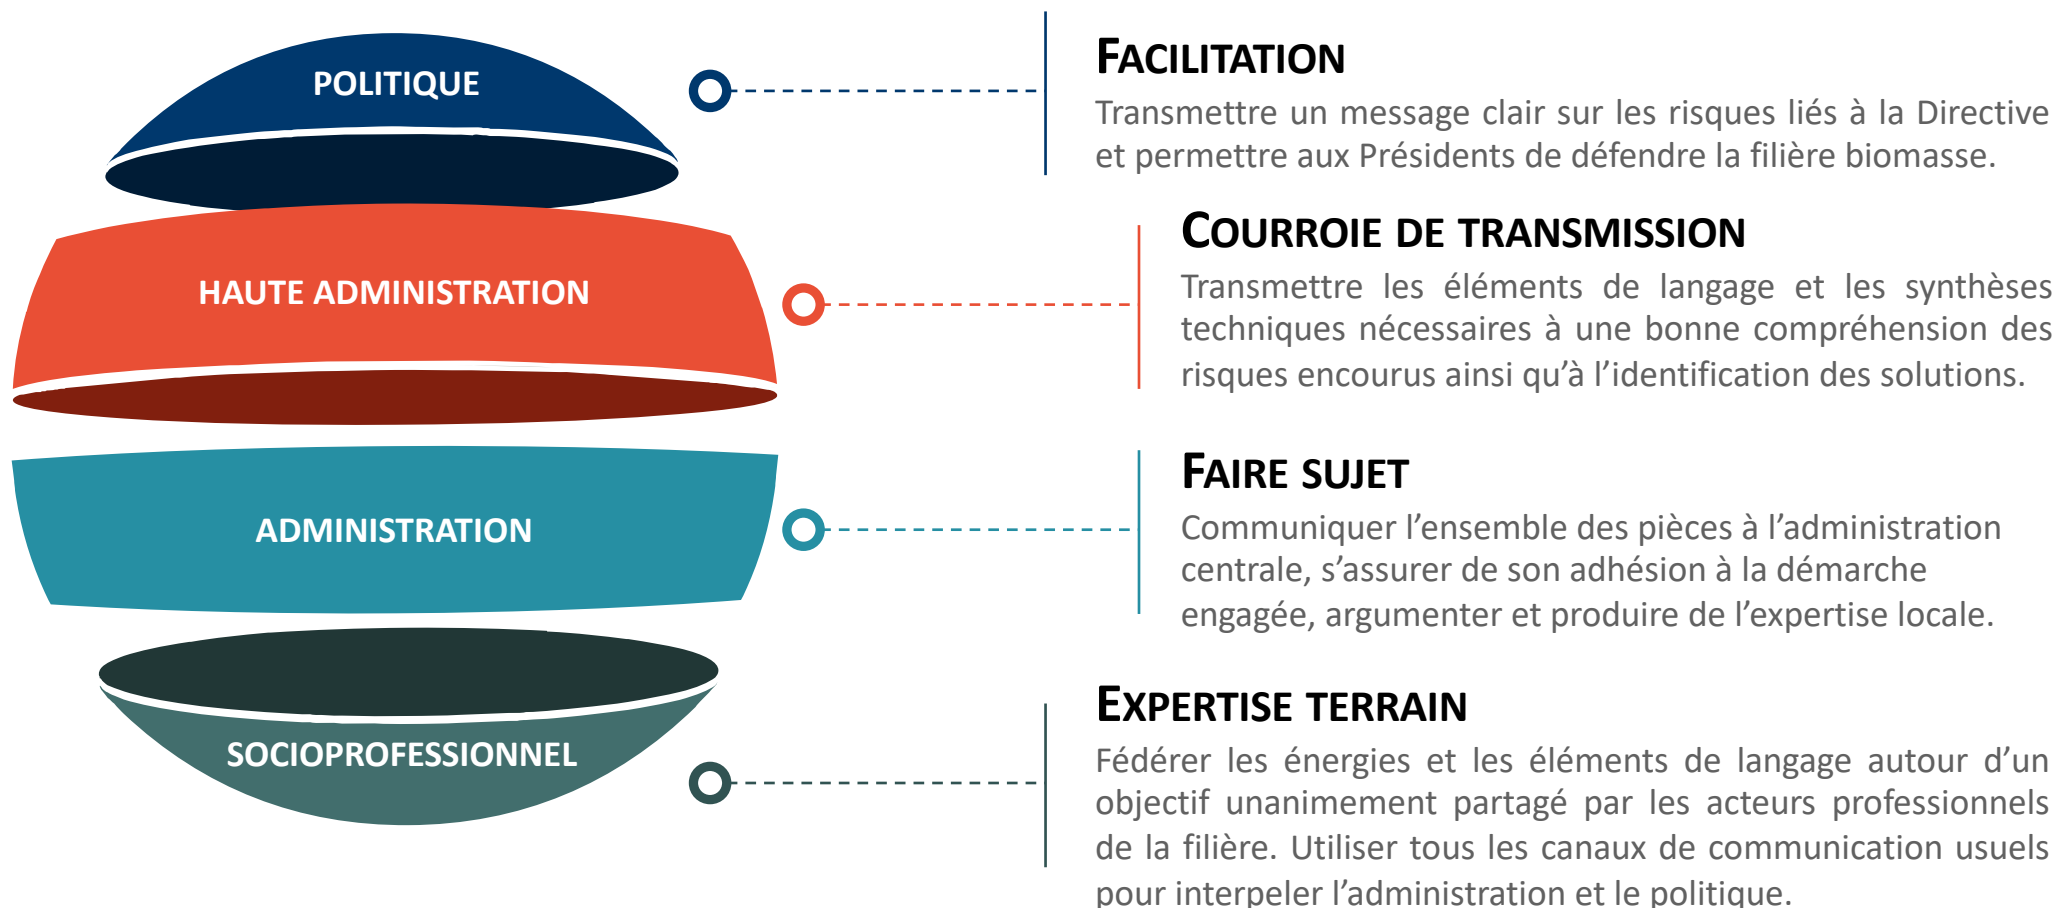 POLITIQUE
FACILITATION
Transmettre un message clair sur les risques liés à la Directive
et permettre aux Présidents de défendre la filière biomasse.
HAUTE ADMINISTRATION
COURROIE DE TRANSMISSION
Transmettre les éléments de langage et les synthèses
techniques nécessaires à une bonne compréhension des
risques encourus ainsi qu’à l’identification des solutions.
ADMINISTRATION
FAIRE SUJET
Communiquer l’ensemble des pièces à l’administration
centrale, s’assurer de son adhésion à la démarche
engagée, argumenter et produire de l’expertise locale.
SOCIOPROFESSIONNEL
EXPERTISE TERRAIN
Fédérer les énergies et les éléments de langage autour d’un
objectif unanimement partagé par les acteurs professionnels
de la filière. Utiliser tous les canaux de communication usuels
pour interpeler l’administration et le politique.